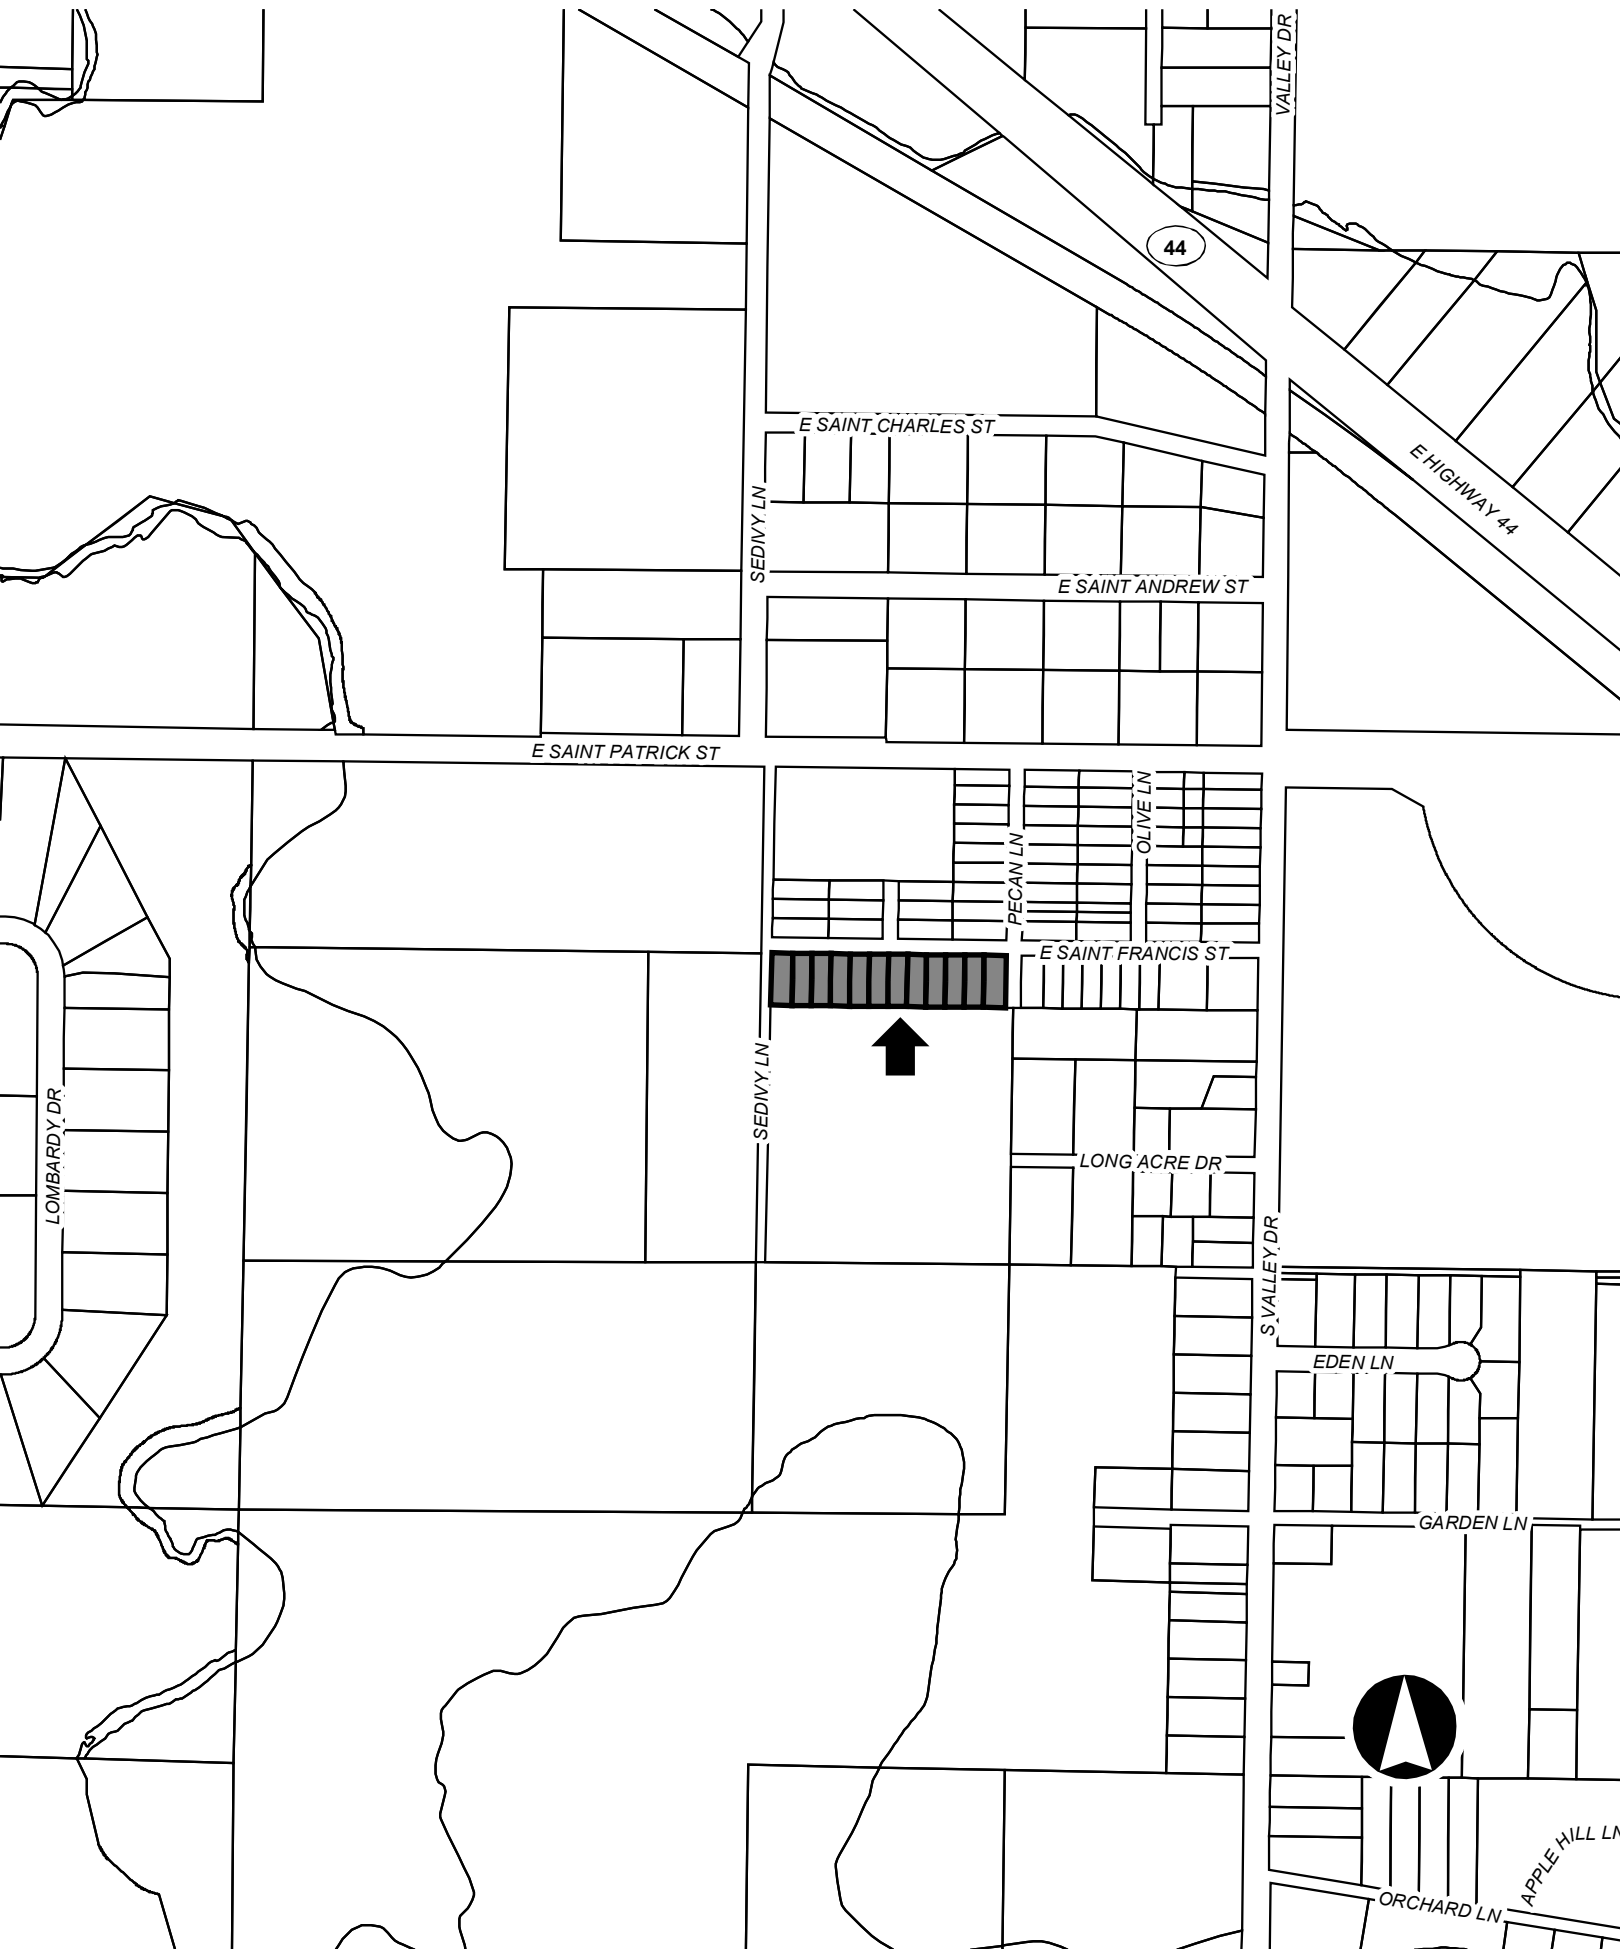 VALLEY DR
44
E SAINT CHARLES ST
E HIGHWAY 44
SEDIVY LN
E SAINT ANDREW ST
E SAINT PATRICK ST
OLIVE LN
PECAN LN
E SAINT FRANCIS ST
SEDIVY LN
LOMBARDY DR
LONG ACRE DR
S VALLEY DR
EDEN LN
GARDEN LN
APPLE HILL LN
ORCHARD LN